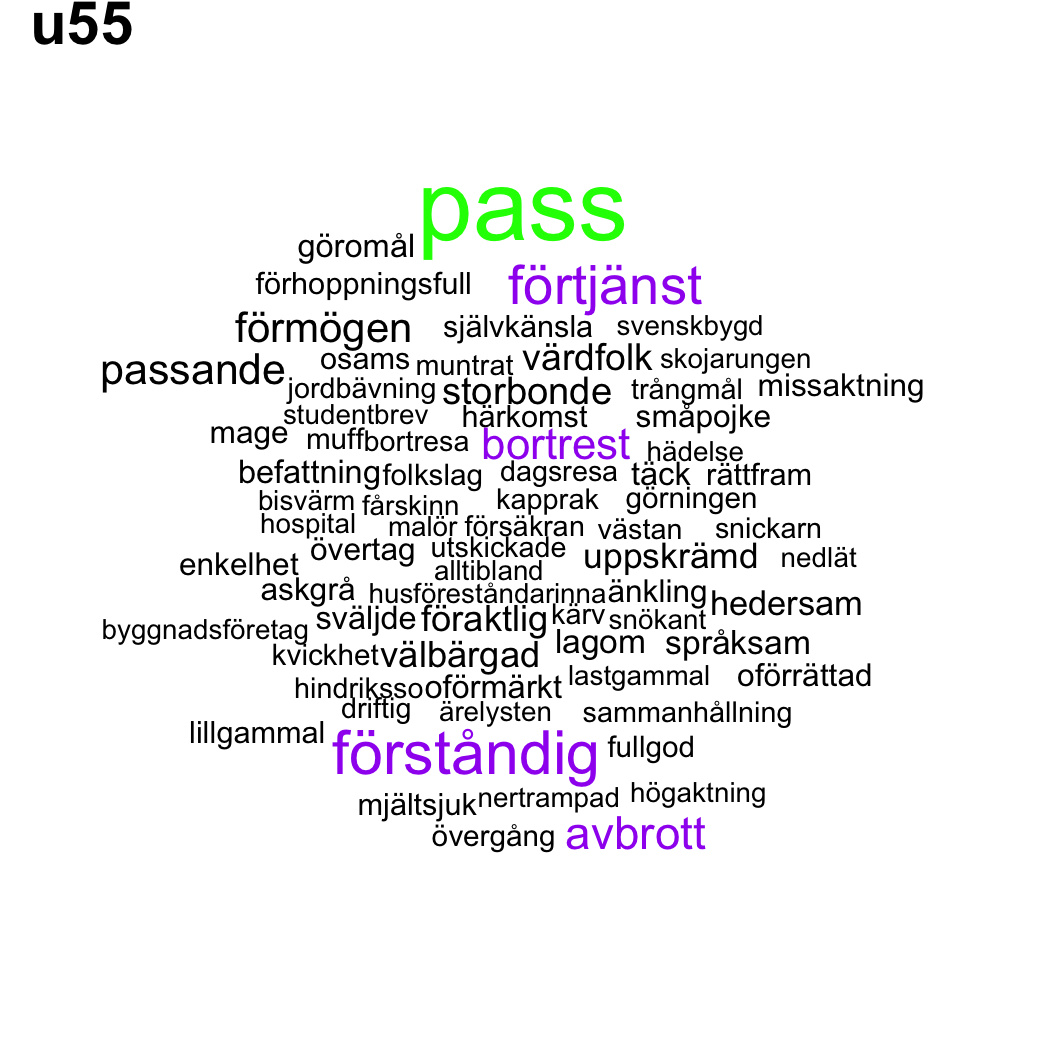 u55
pass
göromål
förhoppningsfull förtjänst
förmögen självkänsla svenskbygd
passande osams muntrat värdfolk skojarungen
jordbävning storbonde trångmål missaktning
studentbrev härkomst småpojke
mage muff bortresa bortrest hädelse
befattning folkslag dagsresa täck rättfram
bisvärm fårskinn kapprak görningen
hospital malör försäkran västan snickarn
enkelhet övertag utskickade uppskrämd nedlät
alltibland
askgrå husföreståndarinna änkling hedersam
byggnadsföretag sväljde föraktlig kärv snökant
kvickhet välbärgad lagom språksam
hindriksso oförmärkt lastgammal oförrättad
driftig ärelysten sammanhållning
lillgammal förståndig fullgod
mjältsjuk nertrampad högaktning
övergång avbrott